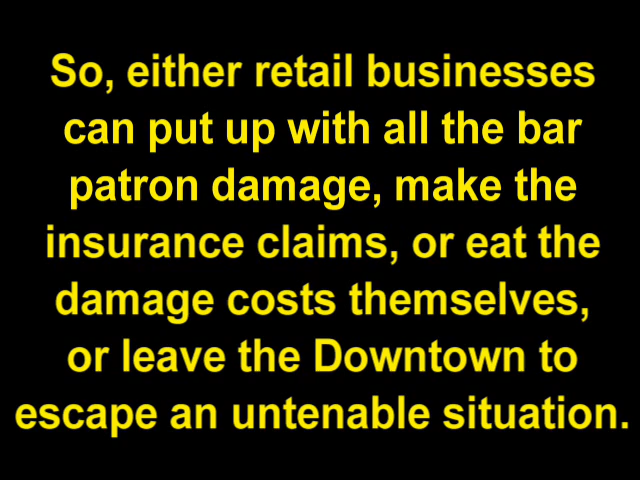 So, either retail businesses
can put up with all the bar
patron damage, make the
insurance claims, or eat the
damage costs themselves,
or leave the Downtown to
escape an untenable situation.